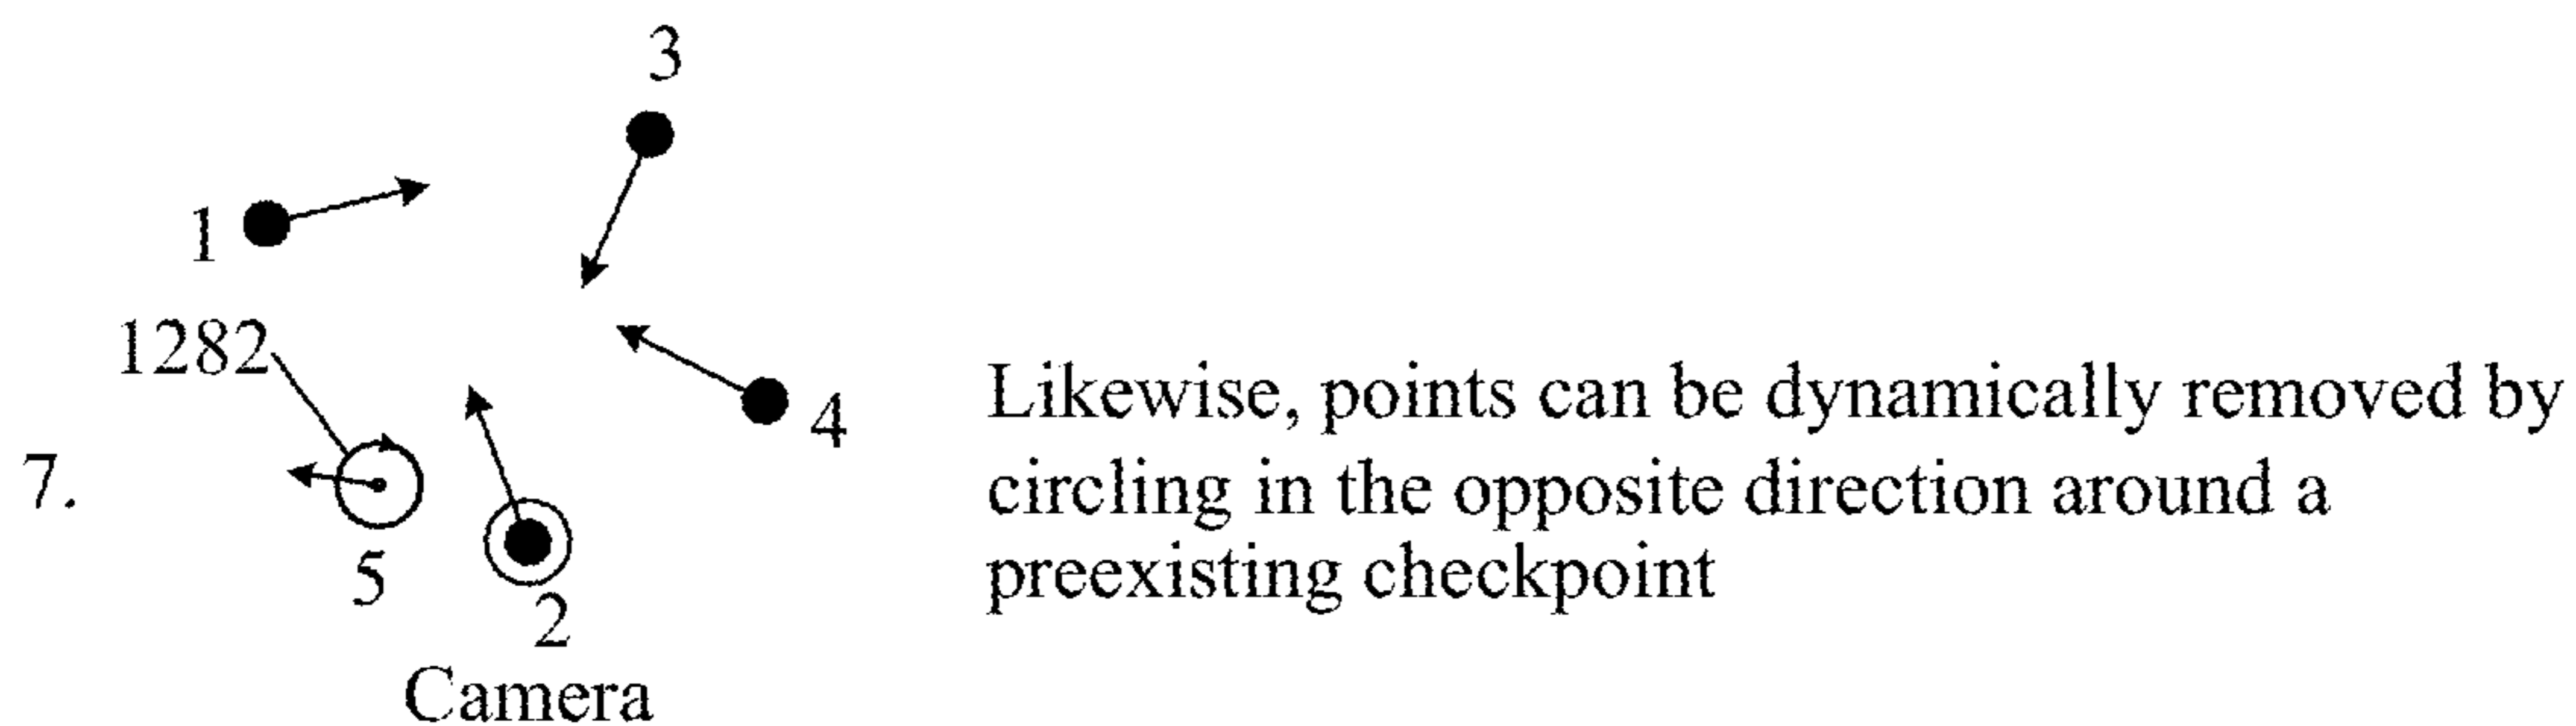 3
1
1282
4
7.
5
2
Camera
Likewise, points can be dynamically removed by
circling in the opposite direction around a
preexisting checkpoint